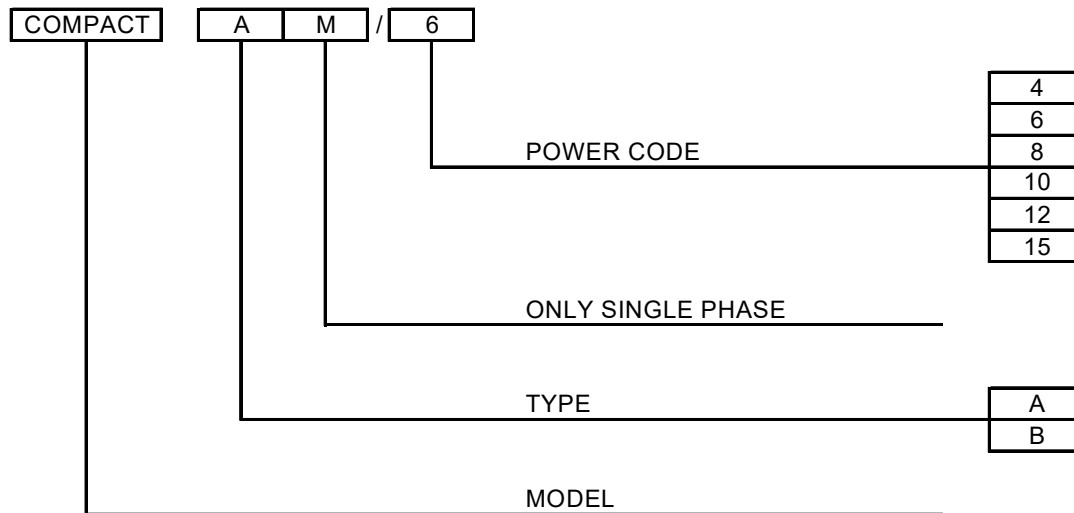 COMPACT A M / 6
4
6
POWER CODE 8
10
12
15
ONLY SINGLE PHASE
TYPE A
B
MODEL